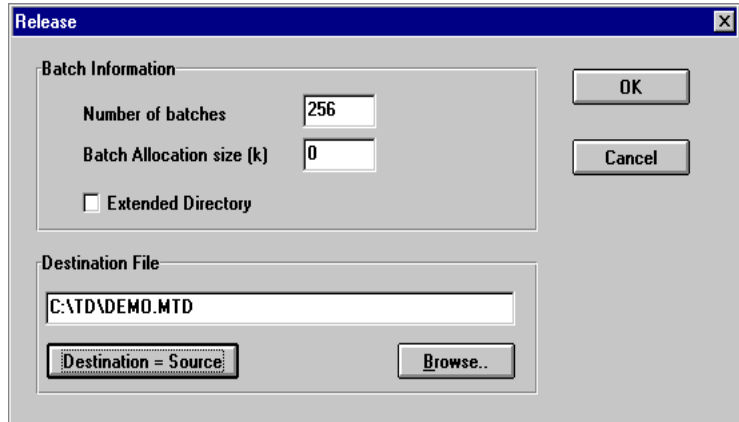 Release
Batch Information
Number of batches 256
Batch Allocation size (k) 0
Extended Directory
OK
Cancel
Destination File
C:\TD\DEMO.MTD
Destination = Source
Browse..